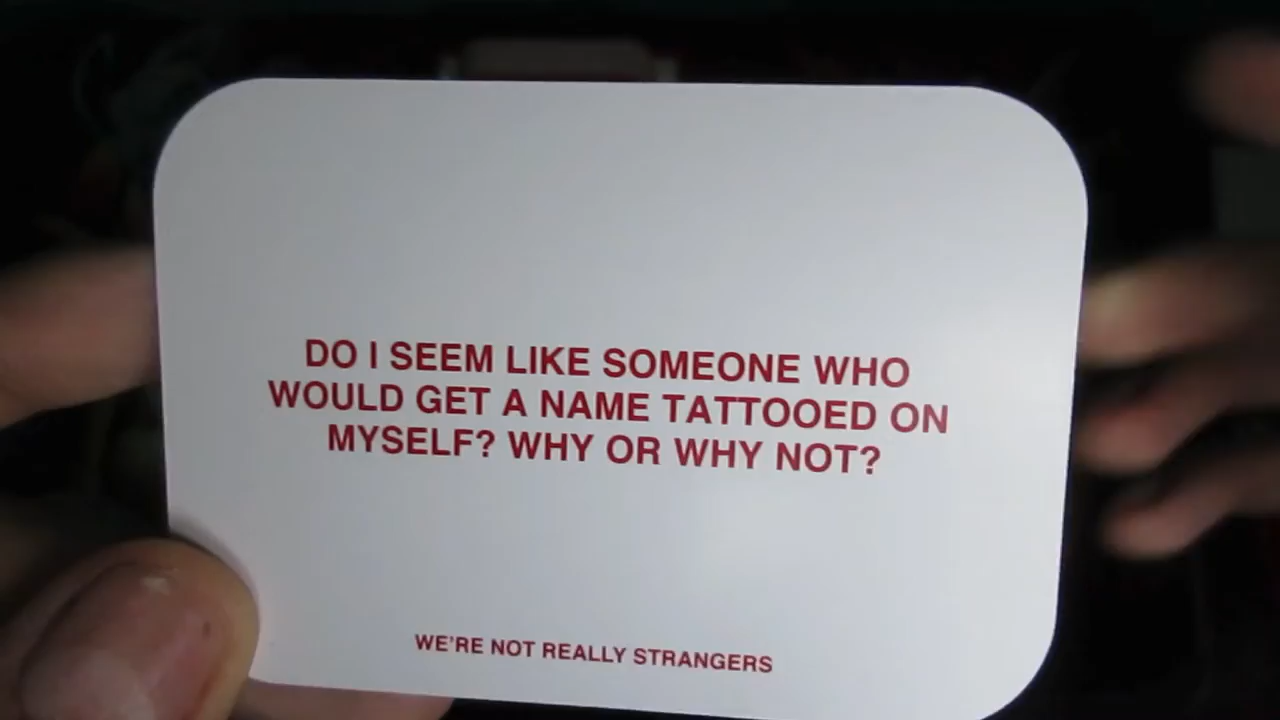 DO I SEEM LIKE SOMEONE WHO
WOULD GET A NAME TATTOOED ON
MYSELF? WHY OR WHY NOT?
WE'RE NOT REALLY STRANGERS